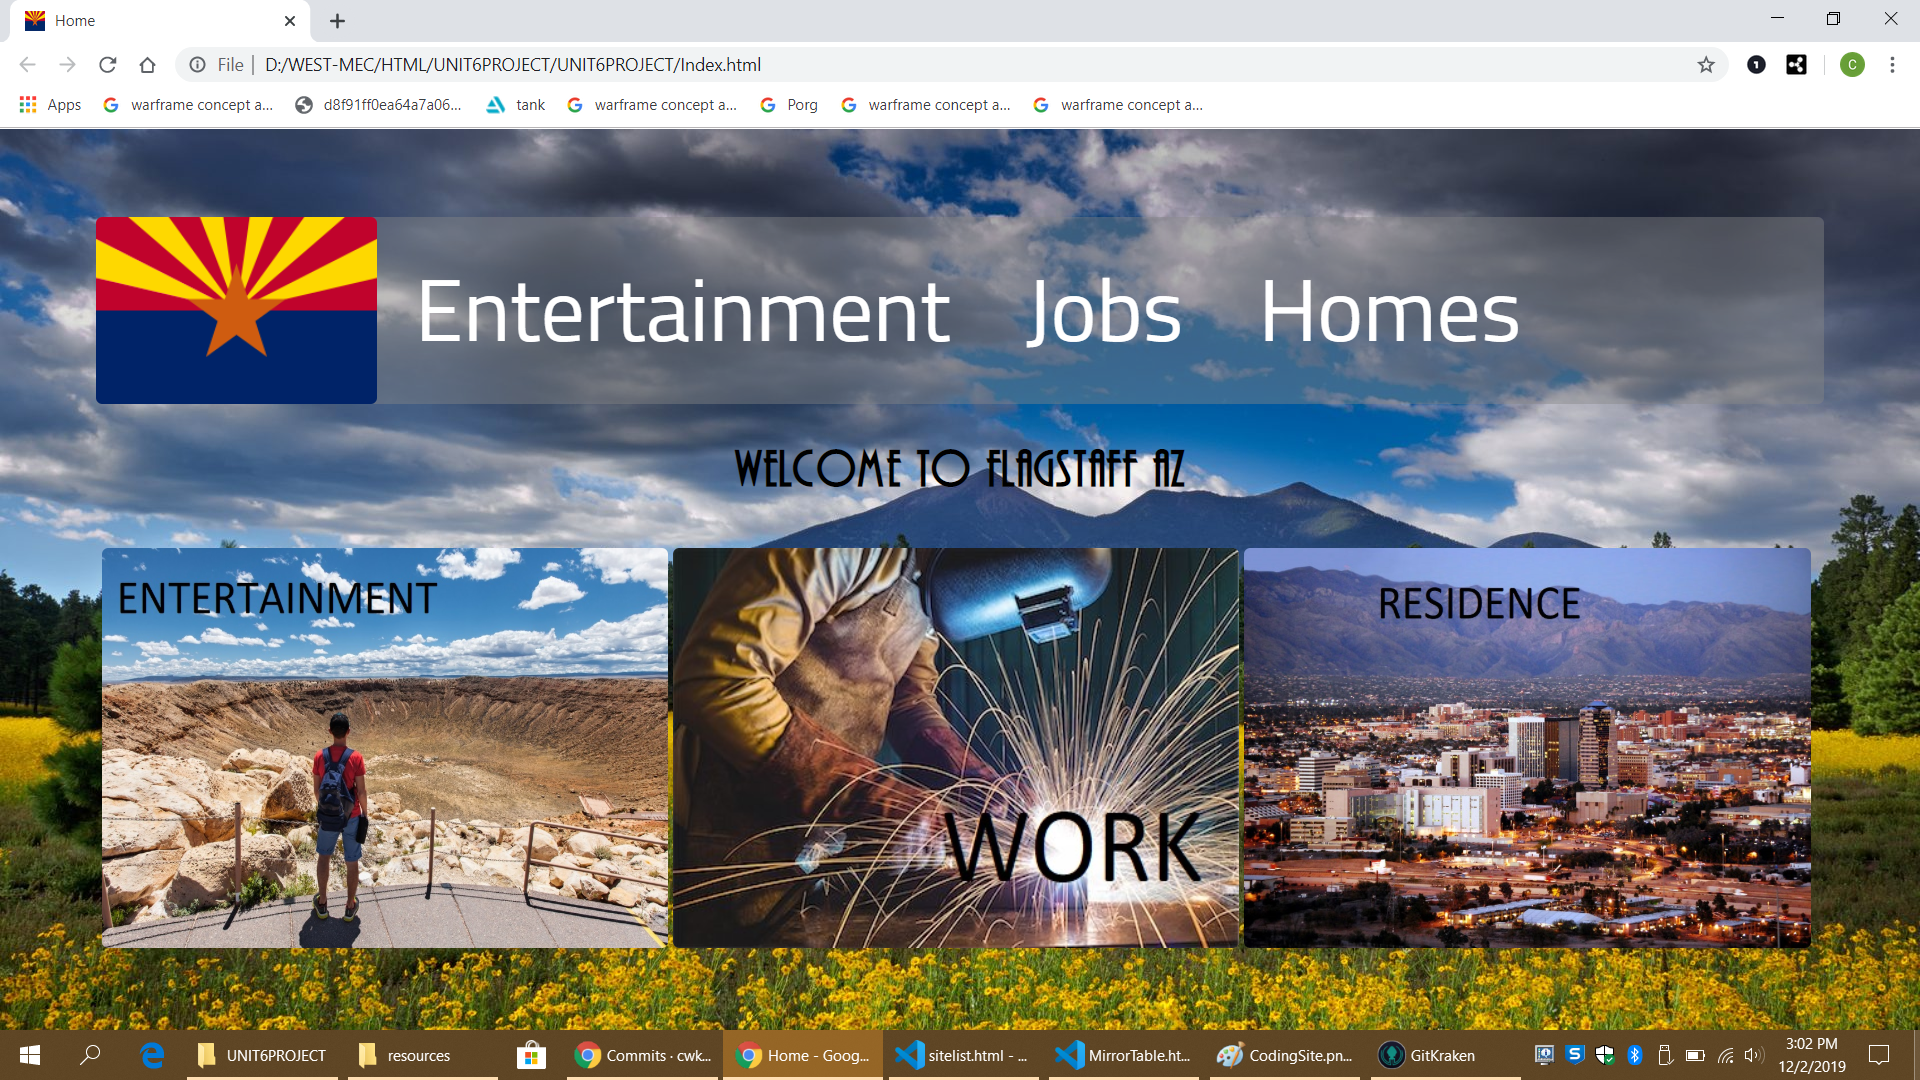 Home
File
D:/WEST-MEC/HTML/UNIT6PROJECT/UNIT6PROJECT/Index.html
1
C
Apps
warframe concept a...
d8f91ff0ea64a7a06...
tank
warframe concept a...
Porg
warframe concept a...
warframe concept a...
Entertainment Jobs Homes
WELCOME TO FLAGSTAFF AZ
ENTERTAINMENT
RESIDENCE
WORK
UNIT6PROJECT
resources
Commits · cwk...
Home - Goog...
sitelist.html - ...
MirrorTable.ht...
CodingSite.pn...
GitKraken
3:02 PM
12/2/2019